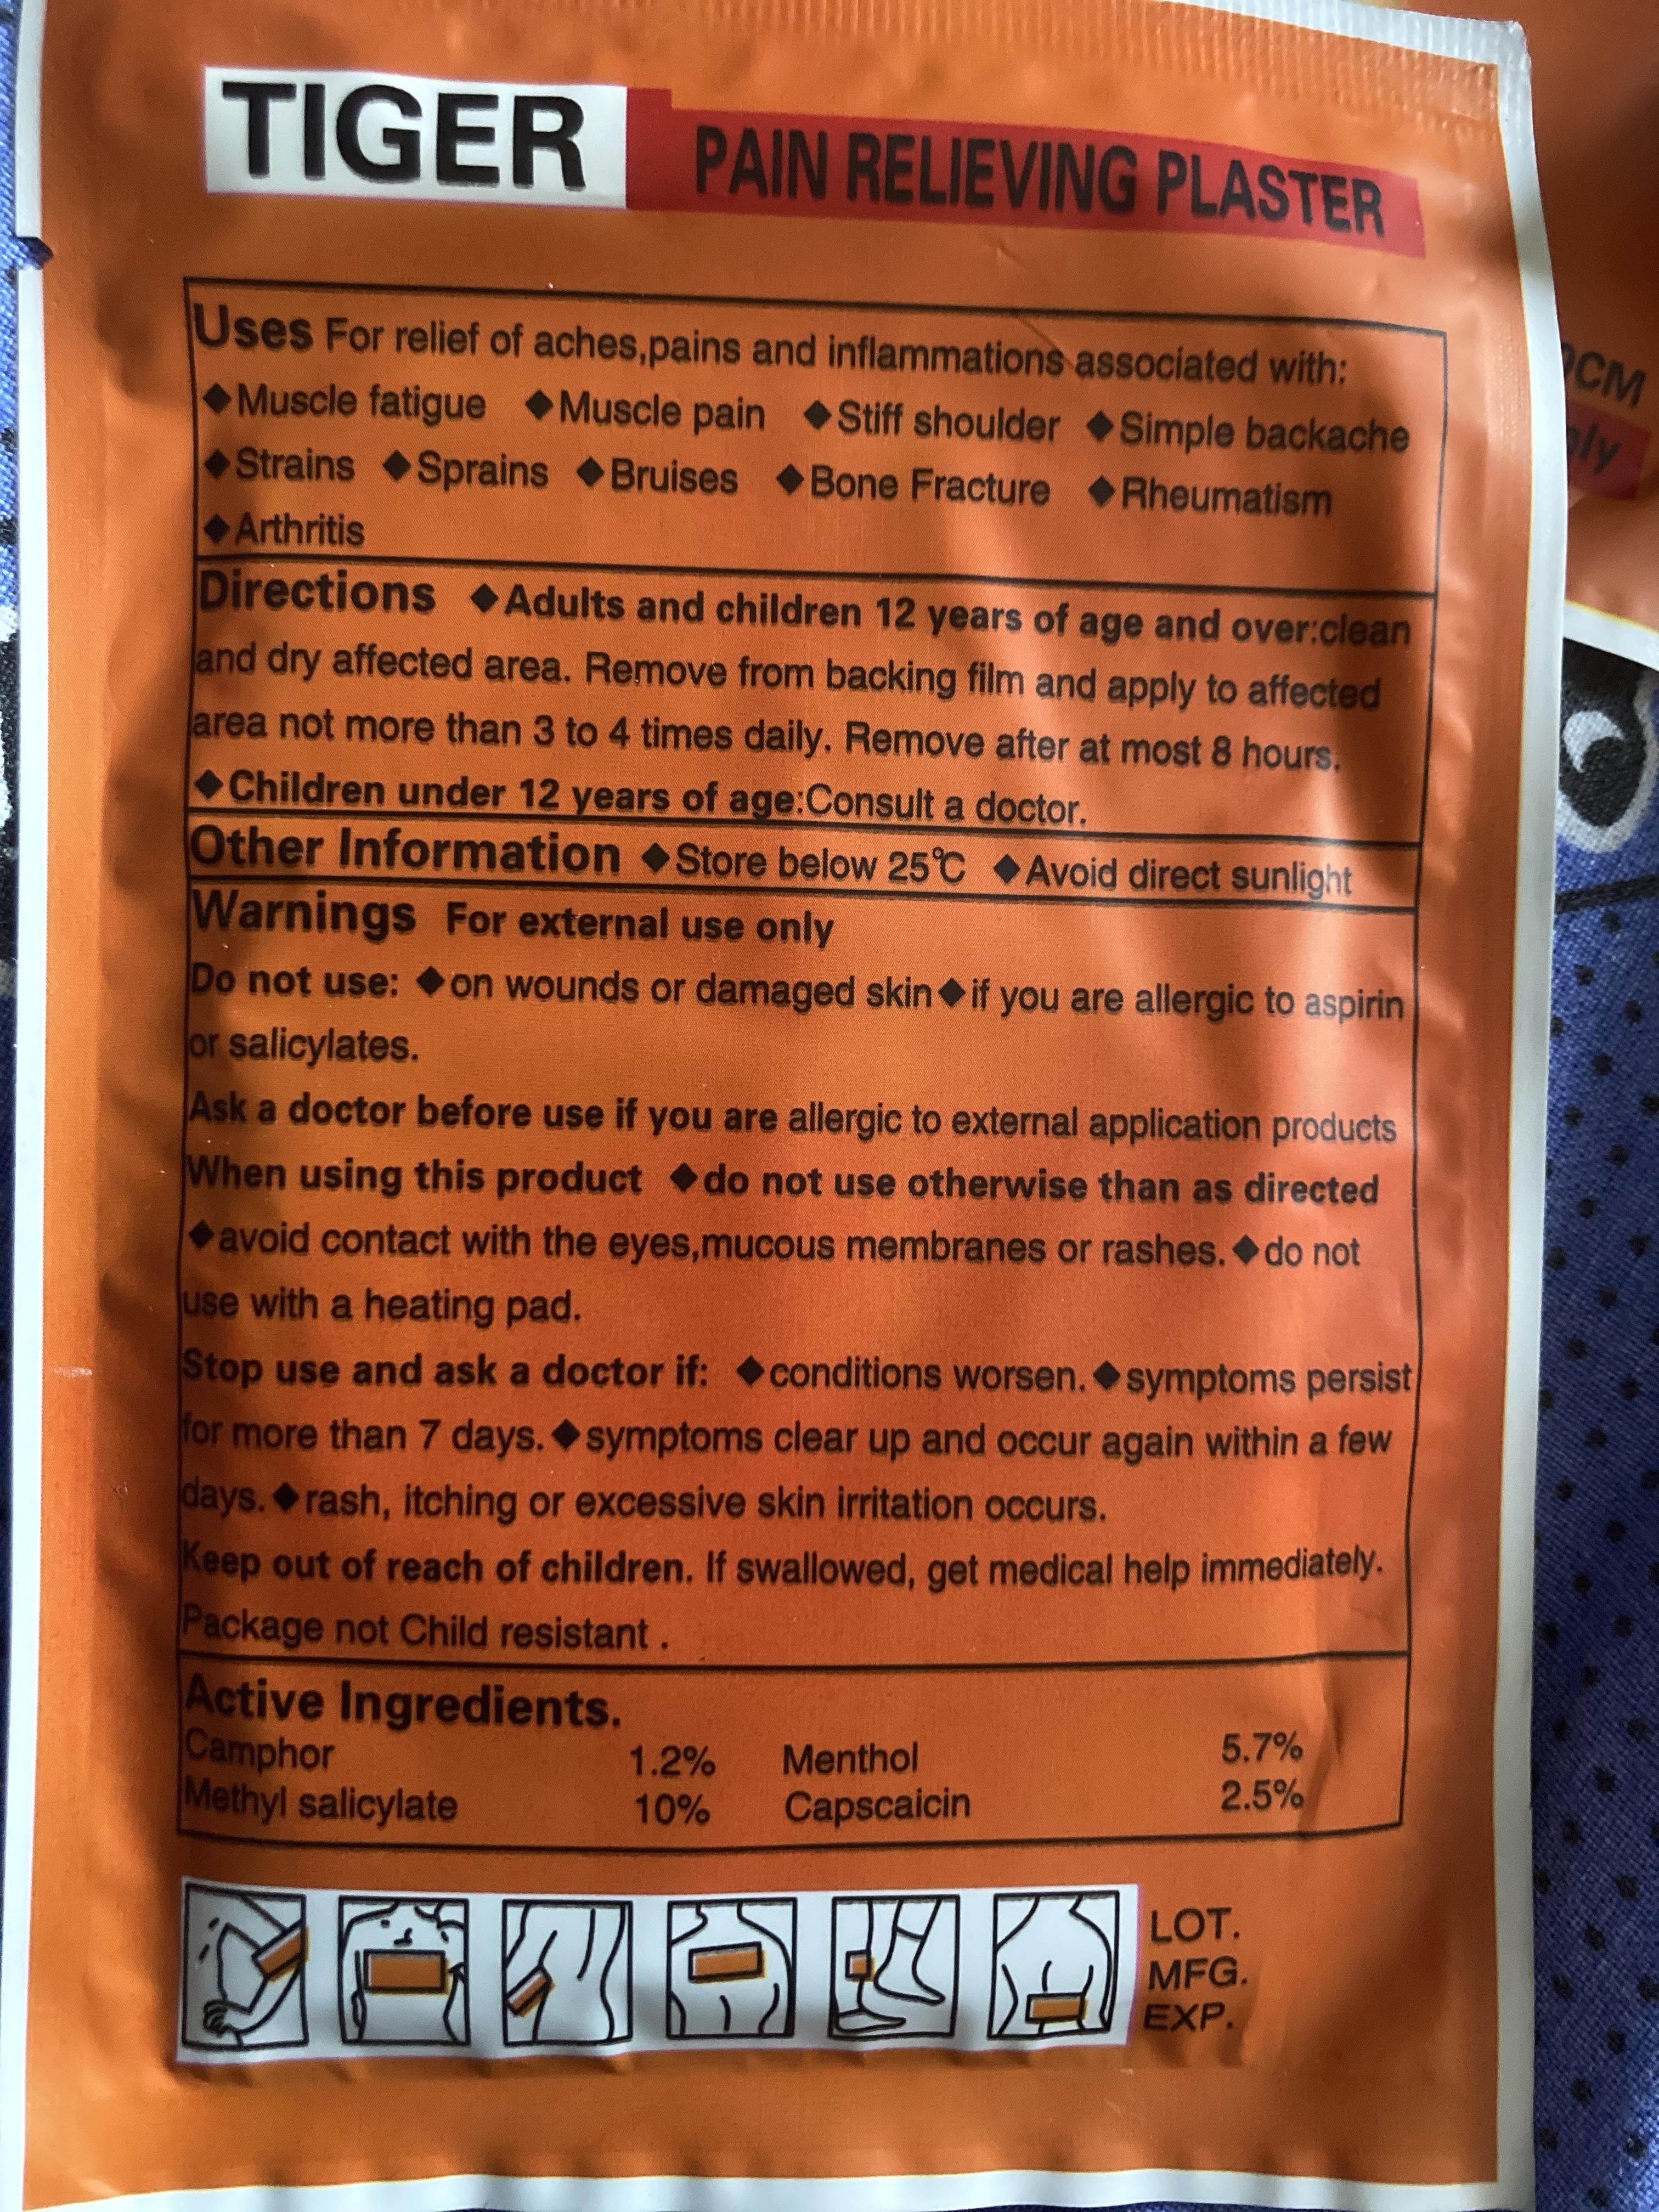 TIGER PAIN RELIEVING PLASTER
Uses For relief of aches,pains and inflammations associated with:
◆Muscle fatigue ◆Muscle pain ◆Stiff shoulder ◆Simple backache
◆Strains ◆Sprains ◆Bruises ◆Bone Fracture ◆Rheumatism
◆Arthritis
Directions ◆Adults and children 12 years of age and over:clean
and dry affected area. Remove from backing film and apply to affected
area not more than 3 to 4 times daily. Remove after at most 8 hours.
◆Children under 12 years of age:Consult a doctor.
Other Information ◆Store below 25℃ ◆Avoid direct sunlight
Warnings For external use only
Do not use: ◆on wounds or damaged skin◆if you are allergic to aspirin
or salicylates.
Ask a doctor before use if you are allergic to external application products
When using this product ◆do not use otherwise than as directed
◆avoid contact with the eyes,mucous membranes or rashes.◆do not
use with a heating pad.
Stop use and ask a doctor if: ◆conditions worsen.◆symptoms persist
for more than 7 days.◆symptoms clear up and occur again within a few
days.◆rash, itching or excessive skin irritation occurs.
Keep out of reach of children. If swallowed, get medical help immediately.
Package not Child resistant .
Active Ingredients.
Camphor 1.2% Menthol 5.7%
Methyl salicylate 10% Capscaicin 2.5%
LOT.
MFG.
EXP.
CM